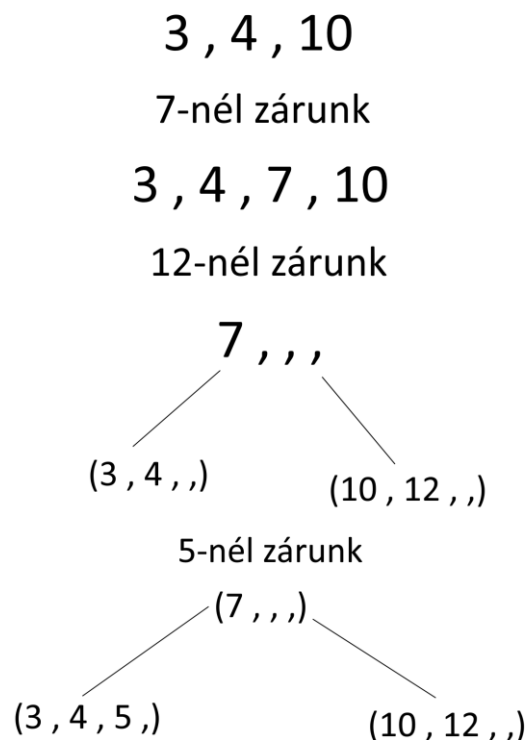 3 , 4 , 10
7-nél zárunk
3 , 4 , 7 , 10
12-nél zárunk
7 , , ,
(3 , 4 , ,)
(10 , 12 , ,)
5-nél zárunk
(7 , , ,)
(3 , 4 , 5 ,)
(10 , 12 , ,)